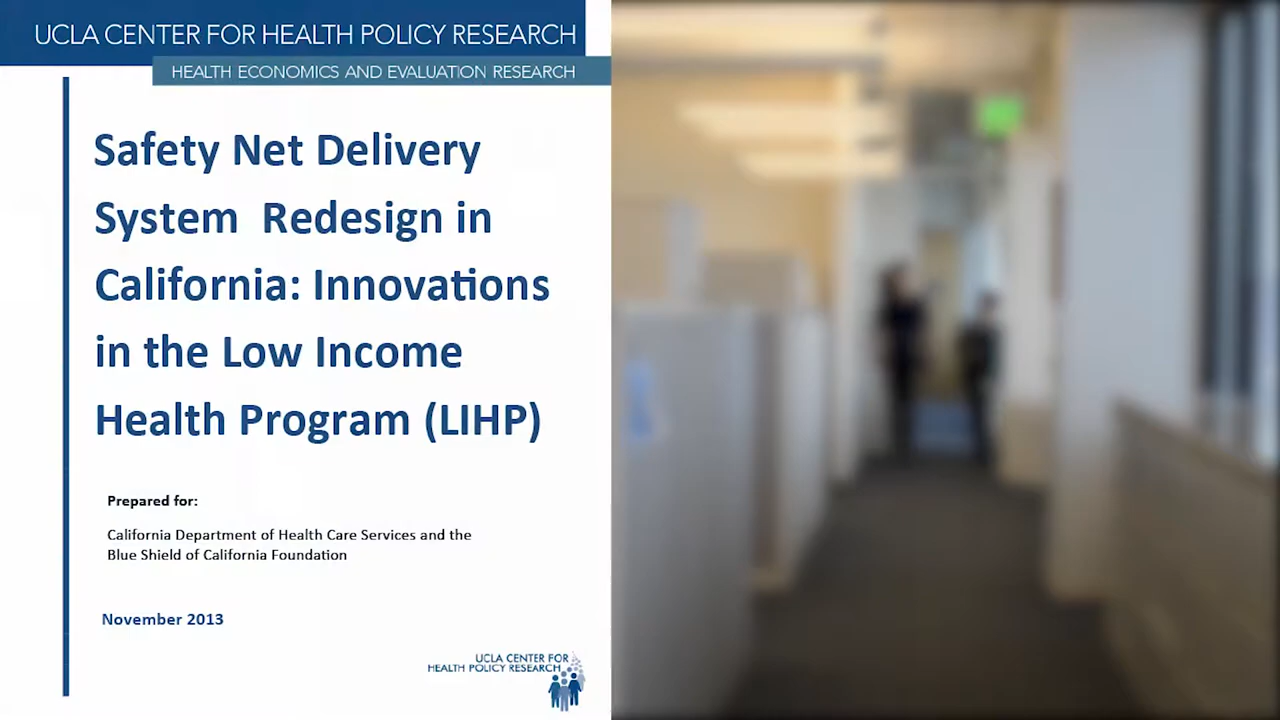 UCLA CENTER FOR HEALTH POLICY RESEARCH
HEALTH ECONOMICS AND EVALUATION RESEARCH
Safety Net Delivery
System Redesign in
California: Innovations
in the Low Income
Health Program (LIHP)
Prepared for:
California Department of Health Care Services and the
Blue Shield of California Foundation
November 2013
UCLA CENTER FOR
HEALTH POLICY RESEARCH